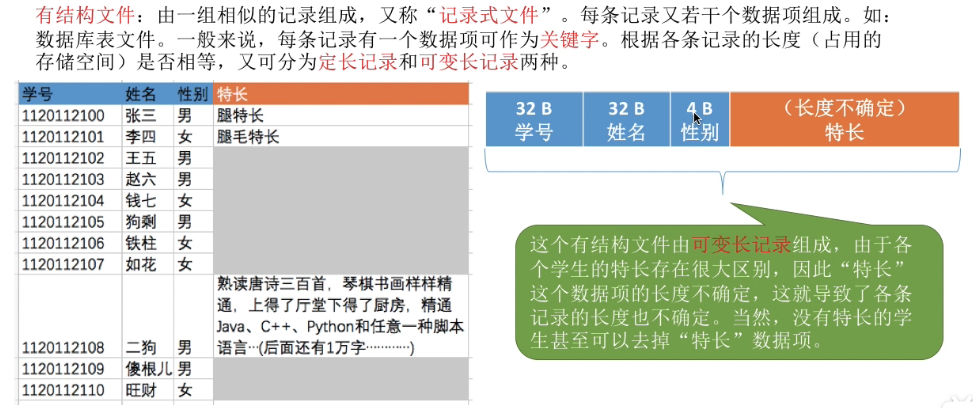 有结构文件：由一组相似的记录组成，又称“记录式文件”。每条记录又若干个数据项组成。如：
数据库表文件。一般来说，每条记录有一个数据项可作为关键字。根据各条记录的长度（占用的
存储空间）是否相等，又可分为定长记录和可变长记录两种。
学号 姓名 性别 特长
1120112100 张三 男 腿特长
1120112101 李四 女 腿毛特长
1120112102 王五 男
1120112103 赵六 男
1120112104 钱七 女
1120112105 狗剩 男
1120112106 铁柱 女
1120112107 如花 女
熟读唐诗三百首，琴棋书画样样精
通，上得了厅堂下得了厨房，精通
Java、C++、Python和任意一种脚本
1120112108 二狗 男 语言…(后面还有1万字…………)
1120112109 傻根儿 男
1120112110 旺财 女
32 B 32 B 4 B （长度不确定）
学号 姓名 性别 特长
这个有结构文件由可变长记录组成，由于各
个学生的特长存在很大区别，因此“特长”
这个数据项的长度不确定，这就导致了各条
记录的长度也不确定。当然，没有特长的学
生甚至可以去掉“特长”数据项。